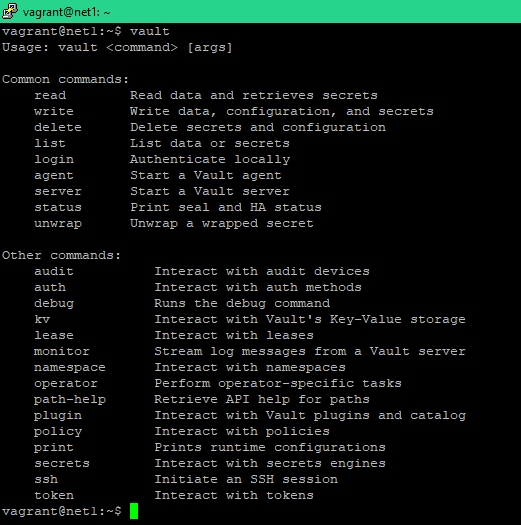 vagrant@net1: ~
vagrant@net1:~$ vault
Usage: vault <command> [args]

Common commands:
    read        Read data and retrieves secrets
    write       Write data, configuration, and secrets
    delete      Delete secrets and configuration
    list        List data or secrets
    login       Authenticate locally
    agent       Start a Vault agent
    server      Start a Vault server
    status      Print seal and HA status
    unwrap      Unwrap a wrapped secret

Other commands:
    audit          Interact with audit devices
    auth           Interact with auth methods
    debug          Runs the debug command
    kv             Interact with Vault's Key-Value storage
    lease          Interact with leases
    monitor        Stream log messages from a Vault server
    namespace      Interact with namespaces
    operator       Perform operator-specific tasks
    path-help      Retrieve API help for paths
    plugin         Interact with Vault plugins and catalog
    policy         Interact with policies
    print          Prints runtime configurations
    secrets        Interact with secrets engines
    ssh            Initiate an SSH session
    token          Interact with tokens
vagrant@net1:~$